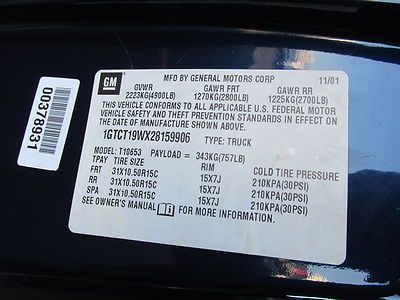 GM
MFD BY GENERAL MOTORS CORP 11/01
GVWR GAWR FRT GAWR RR
2223KG(4900LB) 1270KG(2800LB) 1225KG(2700LB)
THIS VEHICLE CONFORMS TO ALL APPLICABLE U.S. FEDERAL MOTOR
VEHICLE SAFETY STANDARDS IN EFFECT ON THE DATE OF
MANUFACTURE SHOWN ABOVE.
1GTCT19WX28159906 TYPE: TRUCK
MODEL: T10653 PAYLOAD = 343KG(757LB)
TPAY TIRE SIZE RIM COLD TIRE PRESSURE
FRT 31X10.50R15C 15X7J 210KPA(30PSI)
RR 31X10.50R15C 15X7J 210KPA(30PSI)
SPA 31X10.50R15C 15X7J 210KPA(30PSI)
SEE OWNER'S MANUAL FOR MORE INFORMATION
00378931